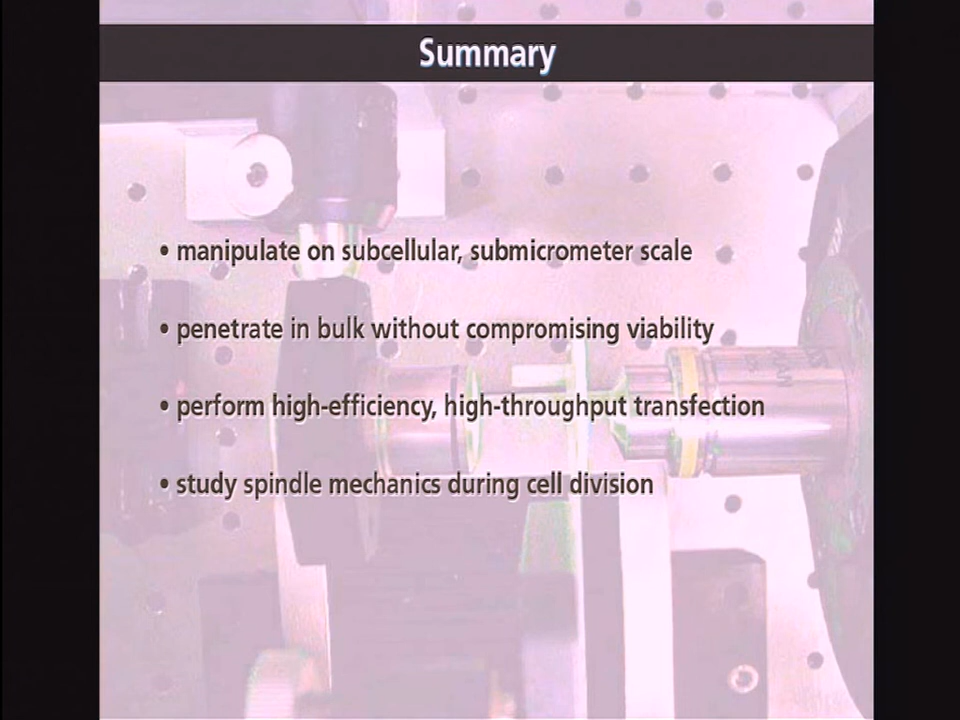 Summary
• manipulate on subcellular, submicrometer scale
• penetrate in bulk without compromising viability
• perform high-efficiency, high-throughput transfection
• study spindle mechanics during cell division